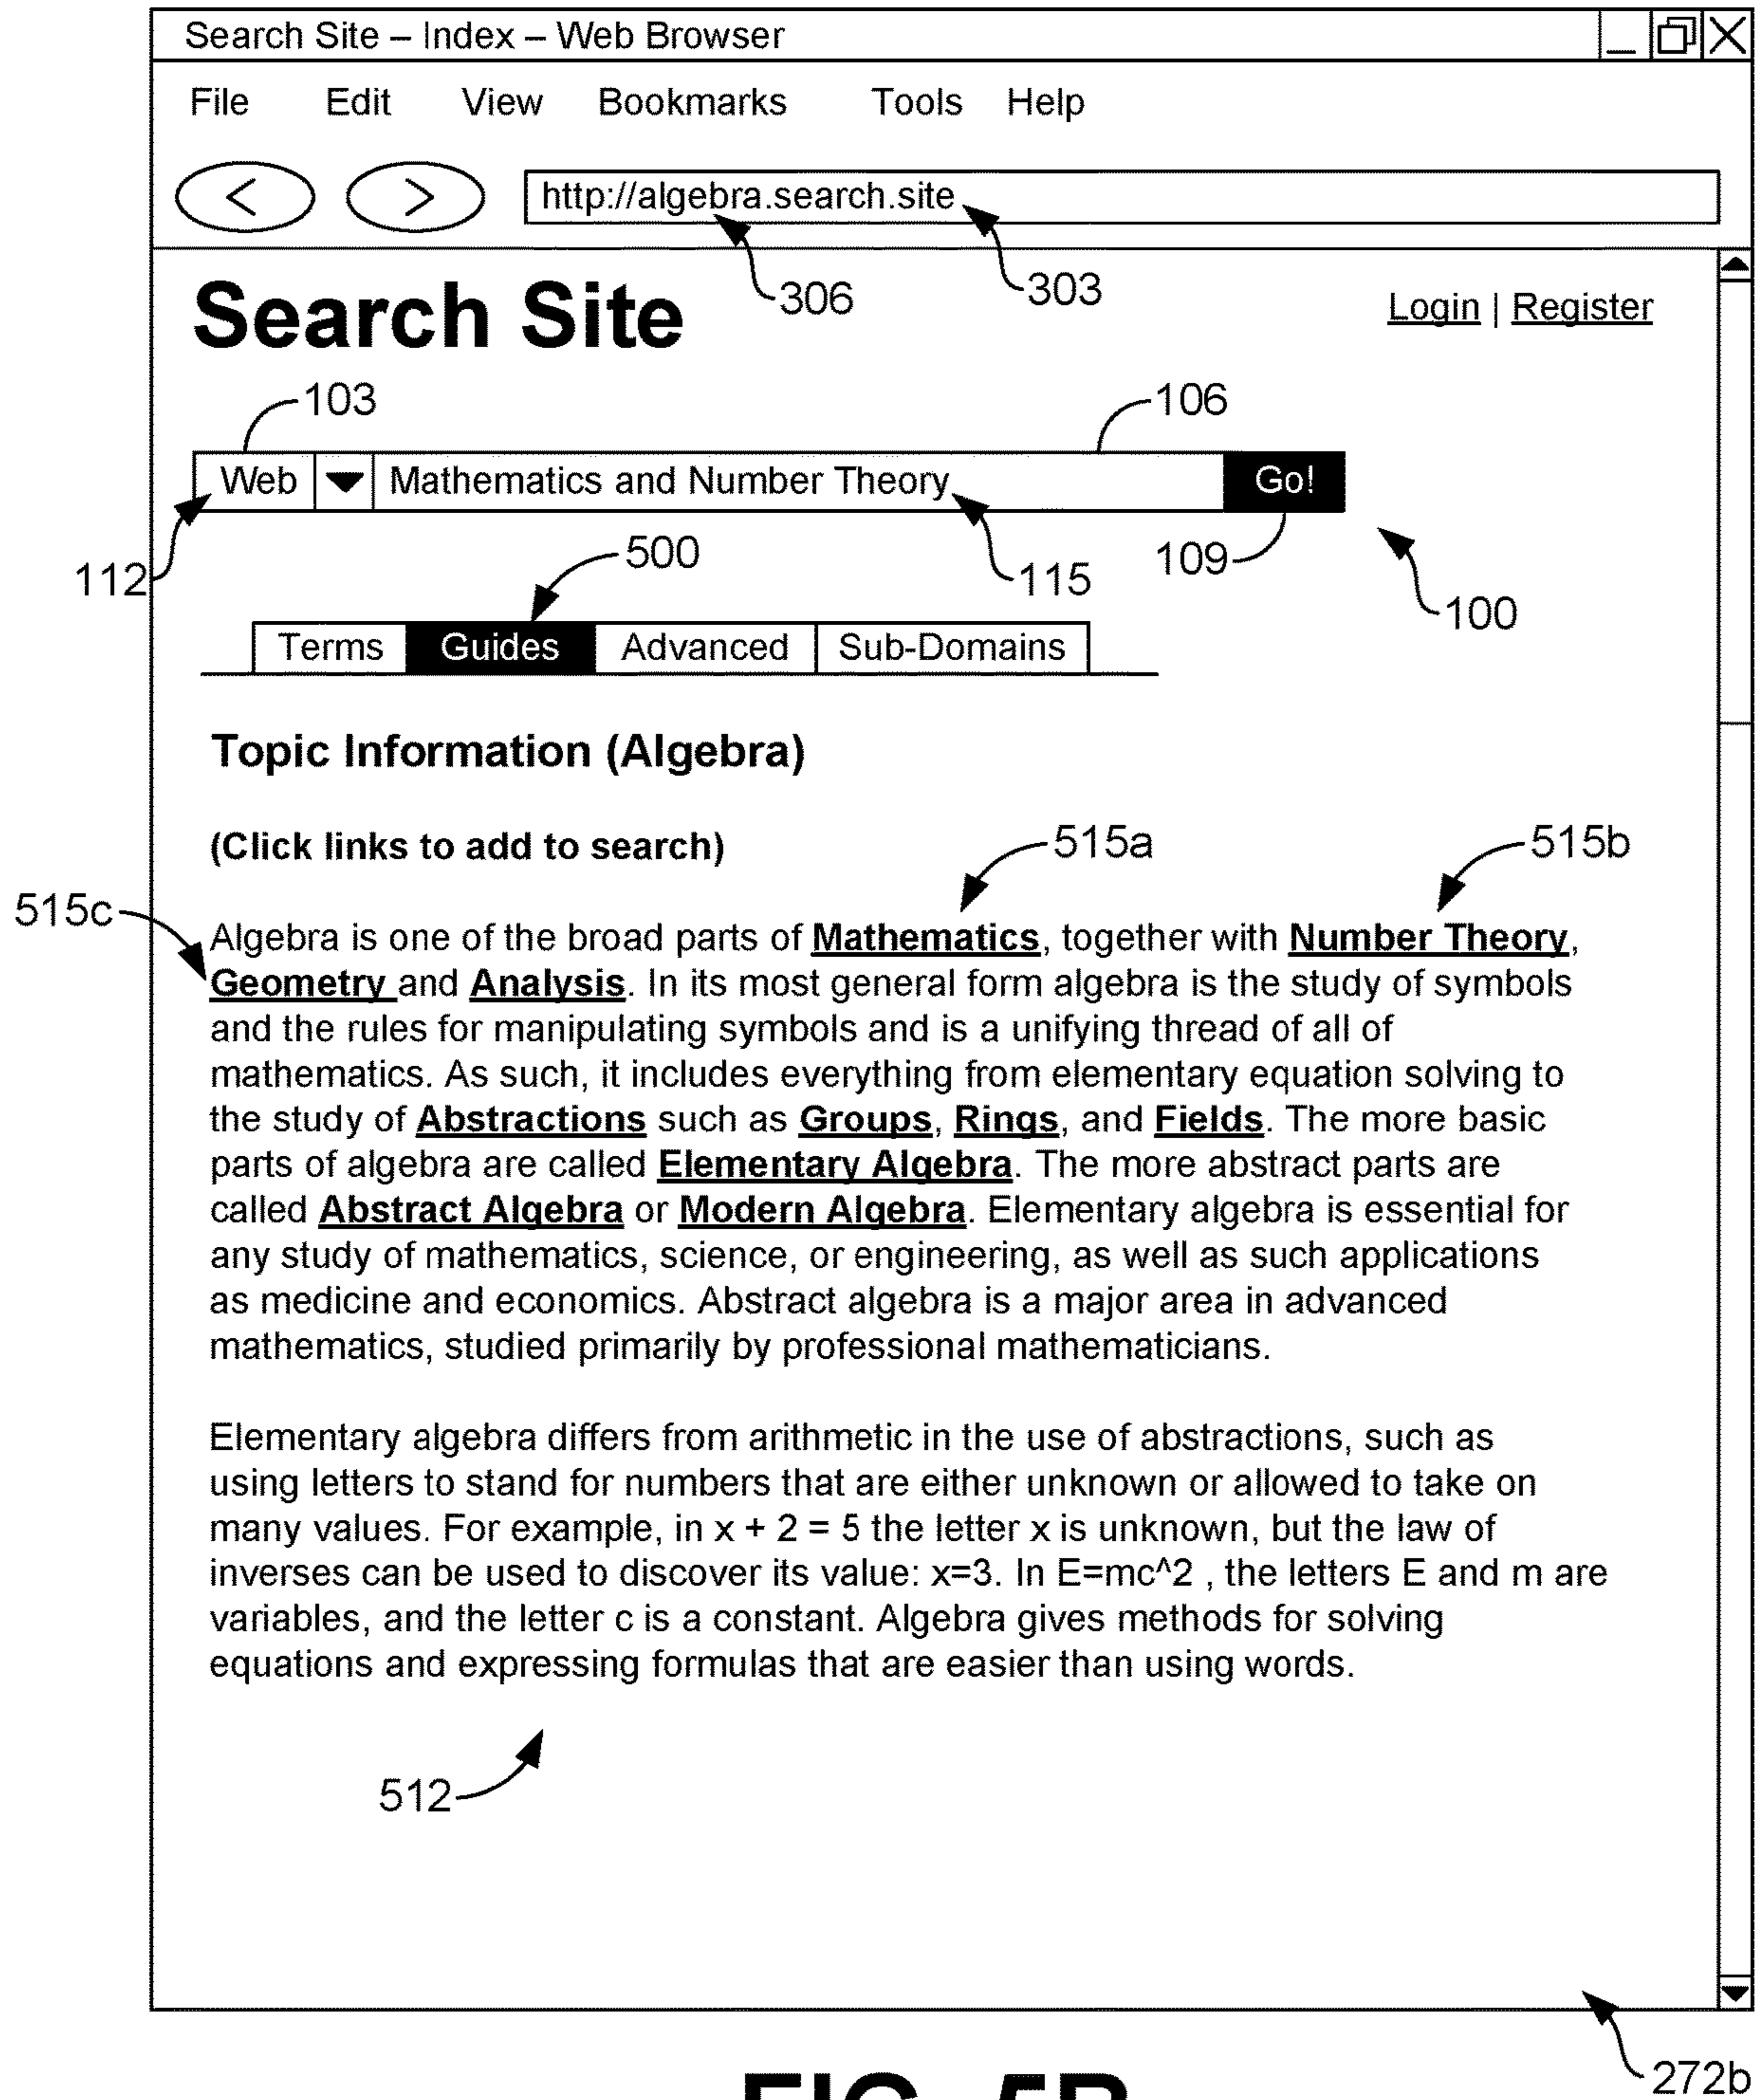 Search Site – Index – Web Browser
File Edit View Bookmarks Tools Help
< > http://algebra.search.site
306 303
Search Site
Login | Register
103 106
Web Mathematics and Number Theory Go!
112 500 115 109 100
Terms Guides Advanced Sub-Domains
Topic Information (Algebra)
(Click links to add to search)
515a 515b
515c
Algebra is one of the broad parts of Mathematics, together with Number Theory,
Geometry and Analysis. In its most general form algebra is the study of symbols
and the rules for manipulating symbols and is a unifying thread of all of
mathematics. As such, it includes everything from elementary equation solving to
the study of Abstractions such as Groups, Rings, and Fields. The more basic
parts of algebra are called Elementary Algebra. The more abstract parts are
called Abstract Algebra or Modern Algebra. Elementary algebra is essential for
any study of mathematics, science, or engineering, as well as such applications
as medicine and economics. Abstract algebra is a major area in advanced
mathematics, studied primarily by professional mathematicians.
Elementary algebra differs from arithmetic in the use of abstractions, such as
using letters to stand for numbers that are either unknown or allowed to take on
many values. For example, in x + 2 = 5 the letter x is unknown, but the law of
inverses can be used to discover its value: x=3. In E=mc^2 , the letters E and m are
variables, and the letter c is a constant. Algebra gives methods for solving
equations and expressing formulas that are easier than using words.
512
272b
FIG. 5B